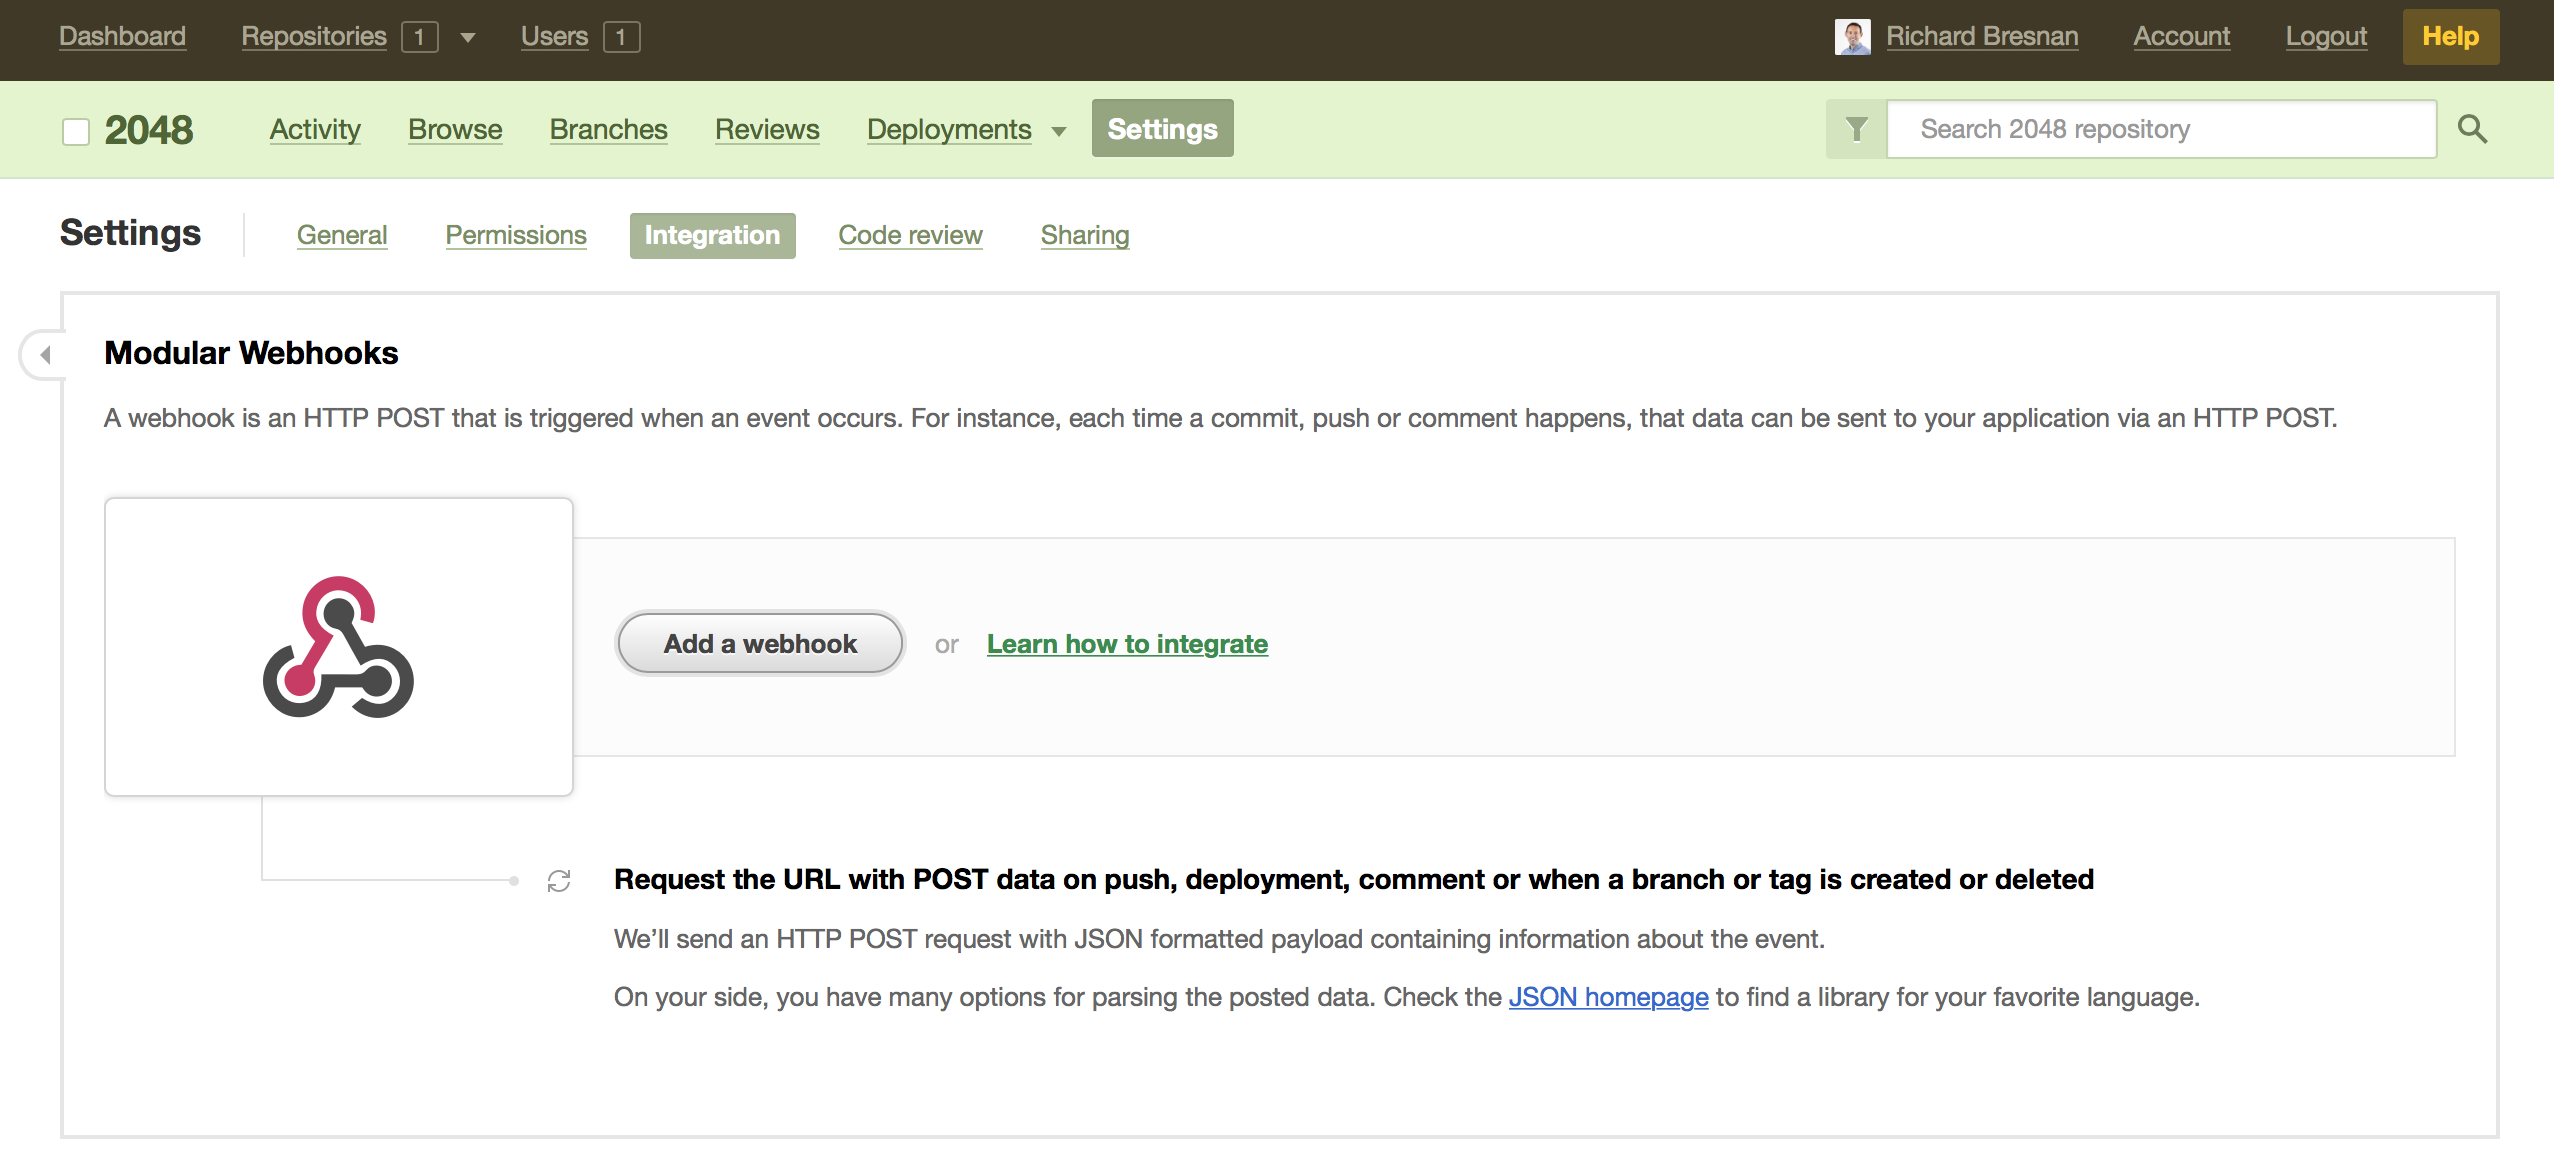 Dashboard Repositories 1 Users 1 Richard Bresnan Account Logout Help
2048 Activity Browse Branches Reviews Deployments Settings Search 2048 repository
Settings General Permissions Integration Code review Sharing
Modular Webhooks
A webhook is an HTTP POST that is triggered when an event occurs. For instance, each time a commit, push or comment happens, that data can be sent to your application via an HTTP POST.
Add a webhook or Learn how to integrate
Request the URL with POST data on push, deployment, comment or when a branch or tag is created or deleted
We’ll send an HTTP POST request with JSON formatted payload containing information about the event.
On your side, you have many options for parsing the posted data. Check the JSON homepage to find a library for your favorite language.